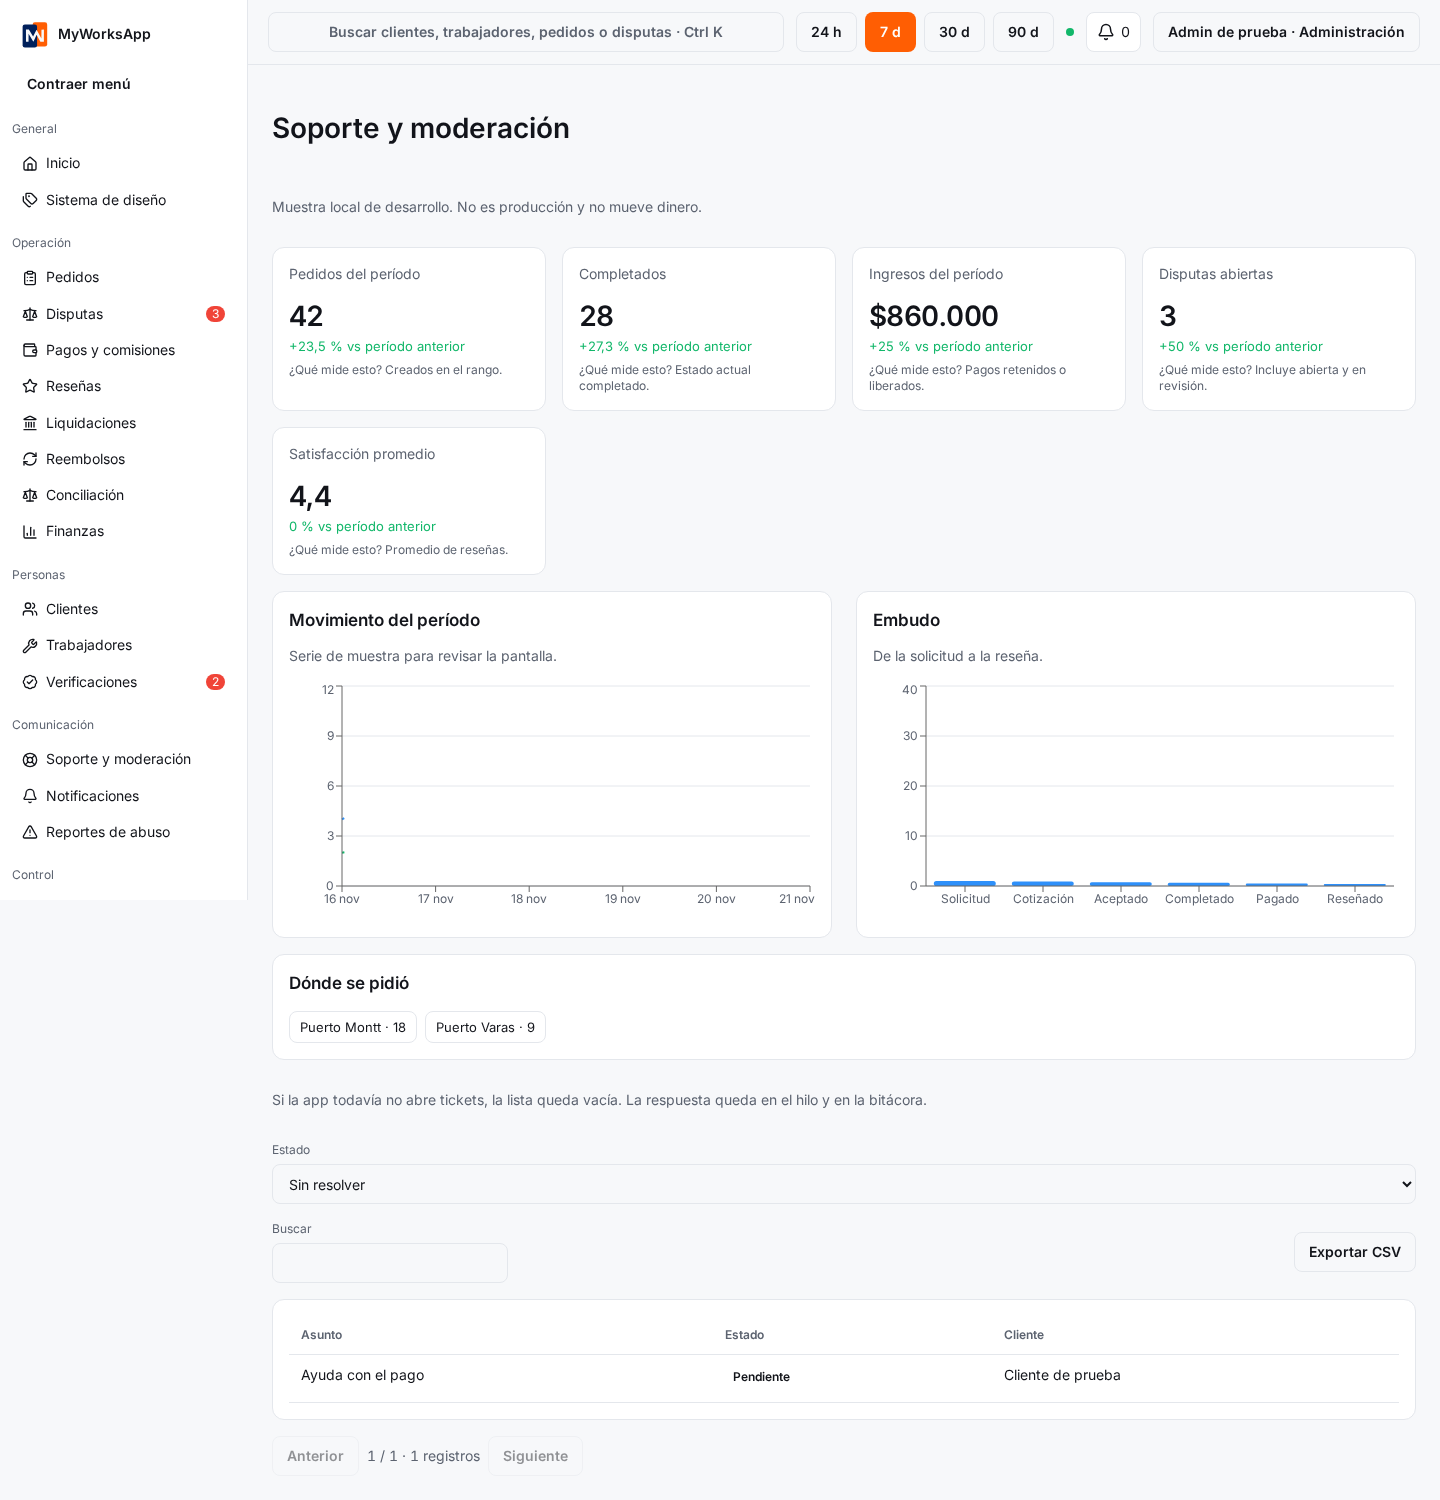 MyWorksApp
Contraer menú
General
Inicio
Sistema de diseño
Operación
Pedidos
Disputas 3
Pagos y comisiones
Reseñas
Liquidaciones
Reembolsos
Conciliación
Finanzas
Personas
Clientes
Trabajadores
Verificaciones 2
Comunicación
Soporte y moderación
Notificaciones
Reportes de abuso
Control
Buscar clientes, trabajadores, pedidos o disputas · Ctrl K
24 h
7 d
30 d
90 d
0
Admin de prueba · Administración
Soporte y moderación
Muestra local de desarrollo. No es producción y no mueve dinero.
Pedidos del período
42
+23,5 % vs período anterior
¿Qué mide esto? Creados en el rango.
Completados
28
+27,3 % vs período anterior
¿Qué mide esto? Estado actual
completado.
Ingresos del período
$860.000
+25 % vs período anterior
¿Qué mide esto? Pagos retenidos o
liberados.
Disputas abiertas
3
+50 % vs período anterior
¿Qué mide esto? Incluye abierta y en
revisión.
Satisfacción promedio
4,4
0 % vs período anterior
¿Qué mide esto? Promedio de reseñas.
Movimiento del período
Serie de muestra para revisar la pantalla.
12
9
6
3
0
16 nov 17 nov 18 nov 19 nov 20 nov 21 nov
Embudo
De la solicitud a la reseña.
40
30
20
10
0
Solicitud Cotización Aceptado Completado Pagado Reseñado
Dónde se pidió
Puerto Montt · 18
Puerto Varas · 9
Si la app todavía no abre tickets, la lista queda vacía. La respuesta queda en el hilo y en la bitácora.
Estado
Sin resolver
Buscar
Exportar CSV
Asunto Estado Cliente
Ayuda con el pago Pendiente Cliente de prueba
Anterior 1 / 1 · 1 registros Siguiente